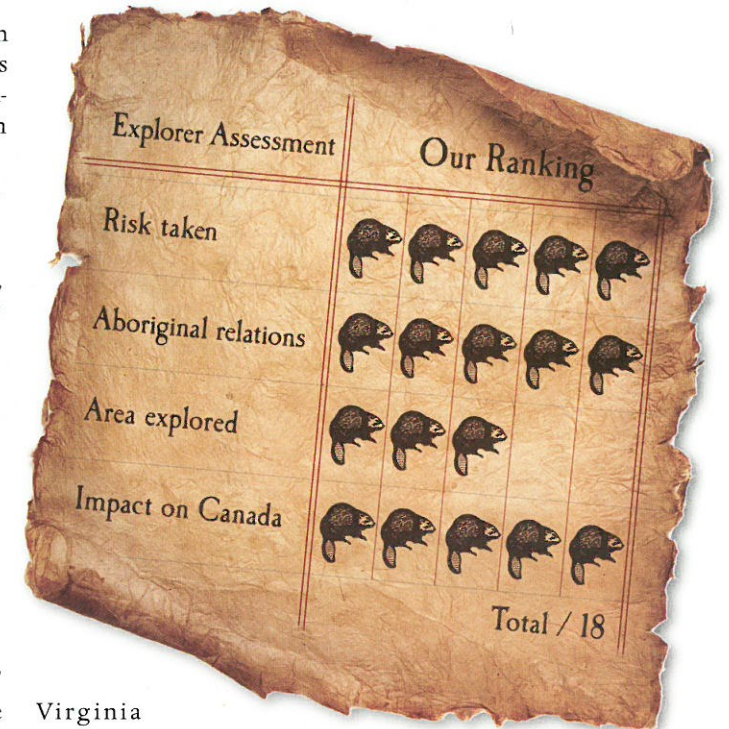 Explorer Assessment
Our Ranking
Risk taken
Aboriginal relations
Area explored
Impact on Canada
Total / 18
Virginia